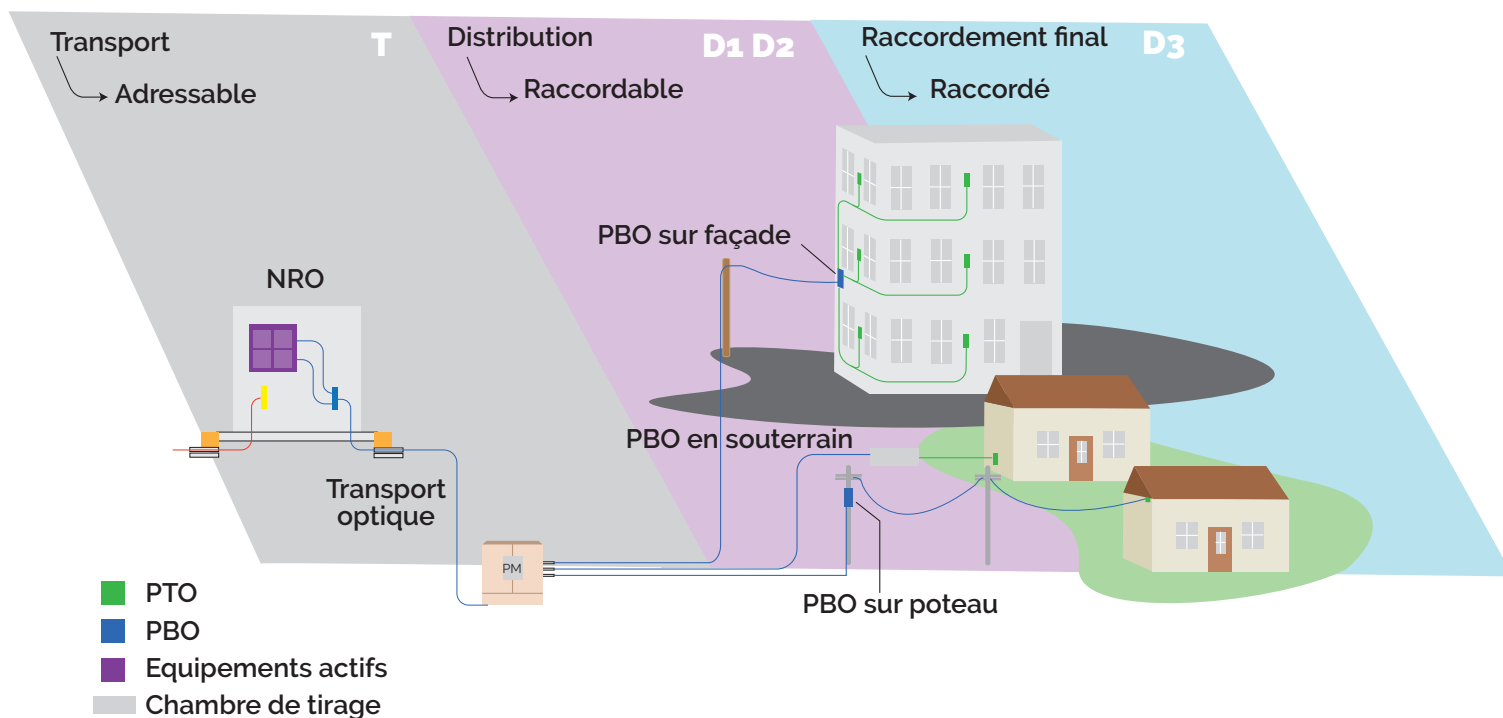 Transport
T
Adressable
Distribution
D1 D2
Raccordable
Raccordement final
D3
Raccordé
PBO sur façade
NRO
PBO en souterrain
Transport
optique
PM
PBO sur poteau
PTO
PBO
Equipements actifs
Chambre de tirage